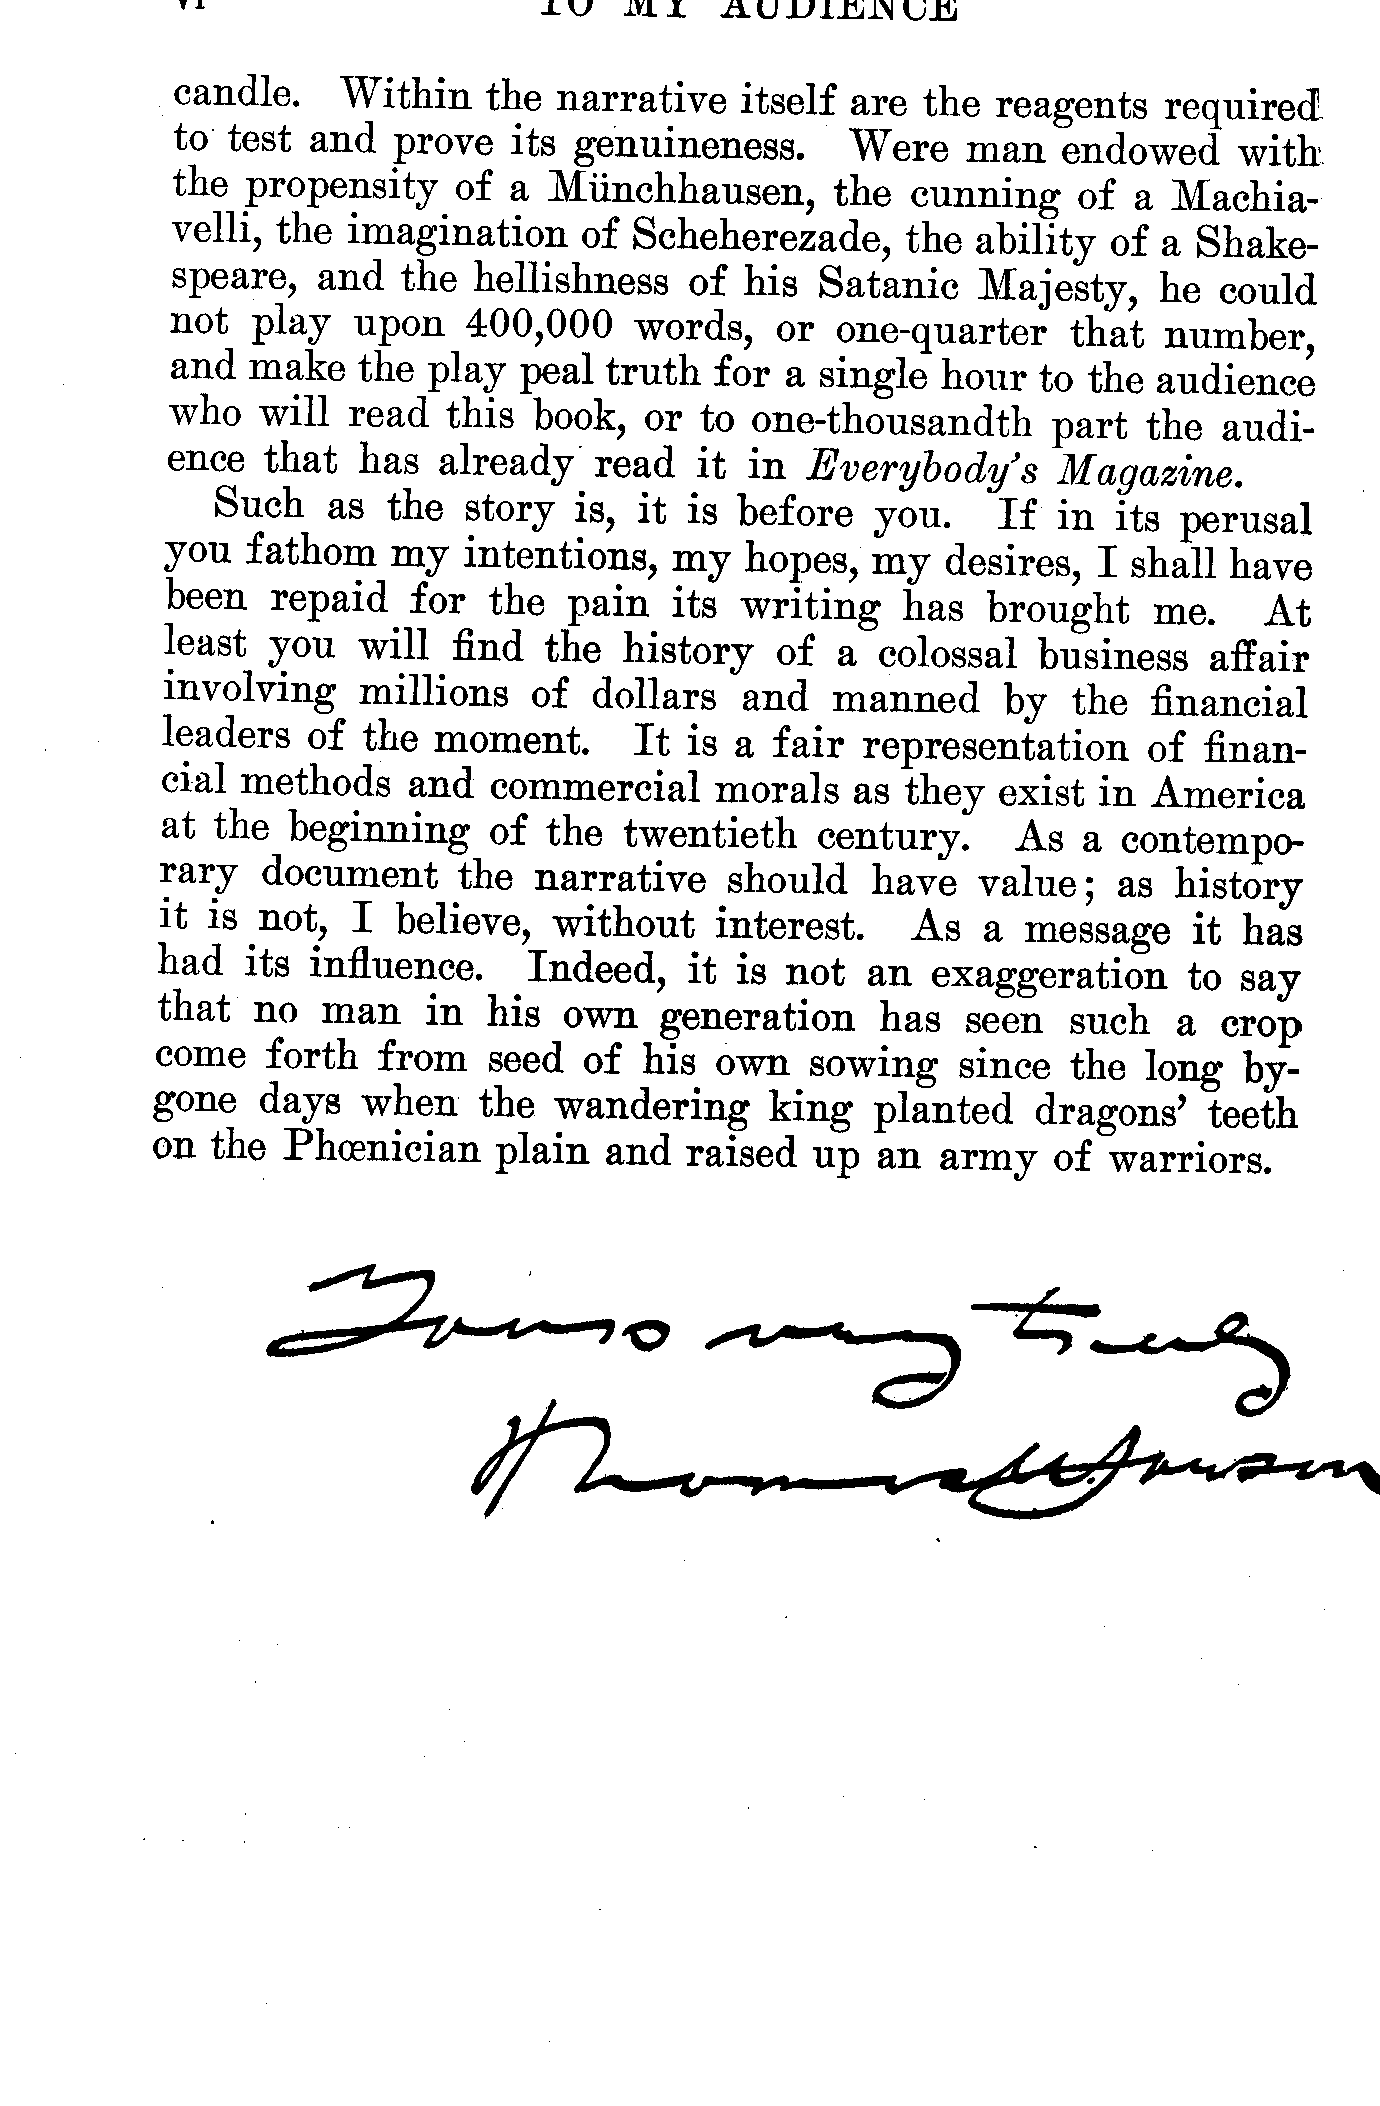 vi TO MY AUDIENCE
candle. Within the narrative itself are the reagents required
to test and prove its genuineness. Were man endowed with
the propensity of a Münchhausen, the cunning of a Machia-
velli, the imagination of Scheherezade, the ability of a Shake-
speare, and the hellishness of his Satanic Majesty, he could
not play upon 400,000 words, or one-quarter that number,
and make the play peal truth for a single hour to the audience
who will read this book, or to one-thousandth part the audi-
ence that has already read it in Everybody's Magazine.
Such as the story is, it is before you. If in its perusal
you fathom my intentions, my hopes, my desires, I shall have
been repaid for the pain its writing has brought me. At
least you will find the history of a colossal business affair
involving millions of dollars and manned by the financial
leaders of the moment. It is a fair representation of finan-
cial methods and commercial morals as they exist in America
at the beginning of the twentieth century. As a contempo-
rary document the narrative should have value; as history
it is not, I believe, without interest. As a message it has
had its influence. Indeed, it is not an exaggeration to say
that no man in his own generation has seen such a crop
come forth from seed of his own sowing since the long by-
gone days when the wandering king planted dragons' teeth
on the Phœnician plain and raised up an army of warriors.
Yours very truly
Thomas W. Lawson